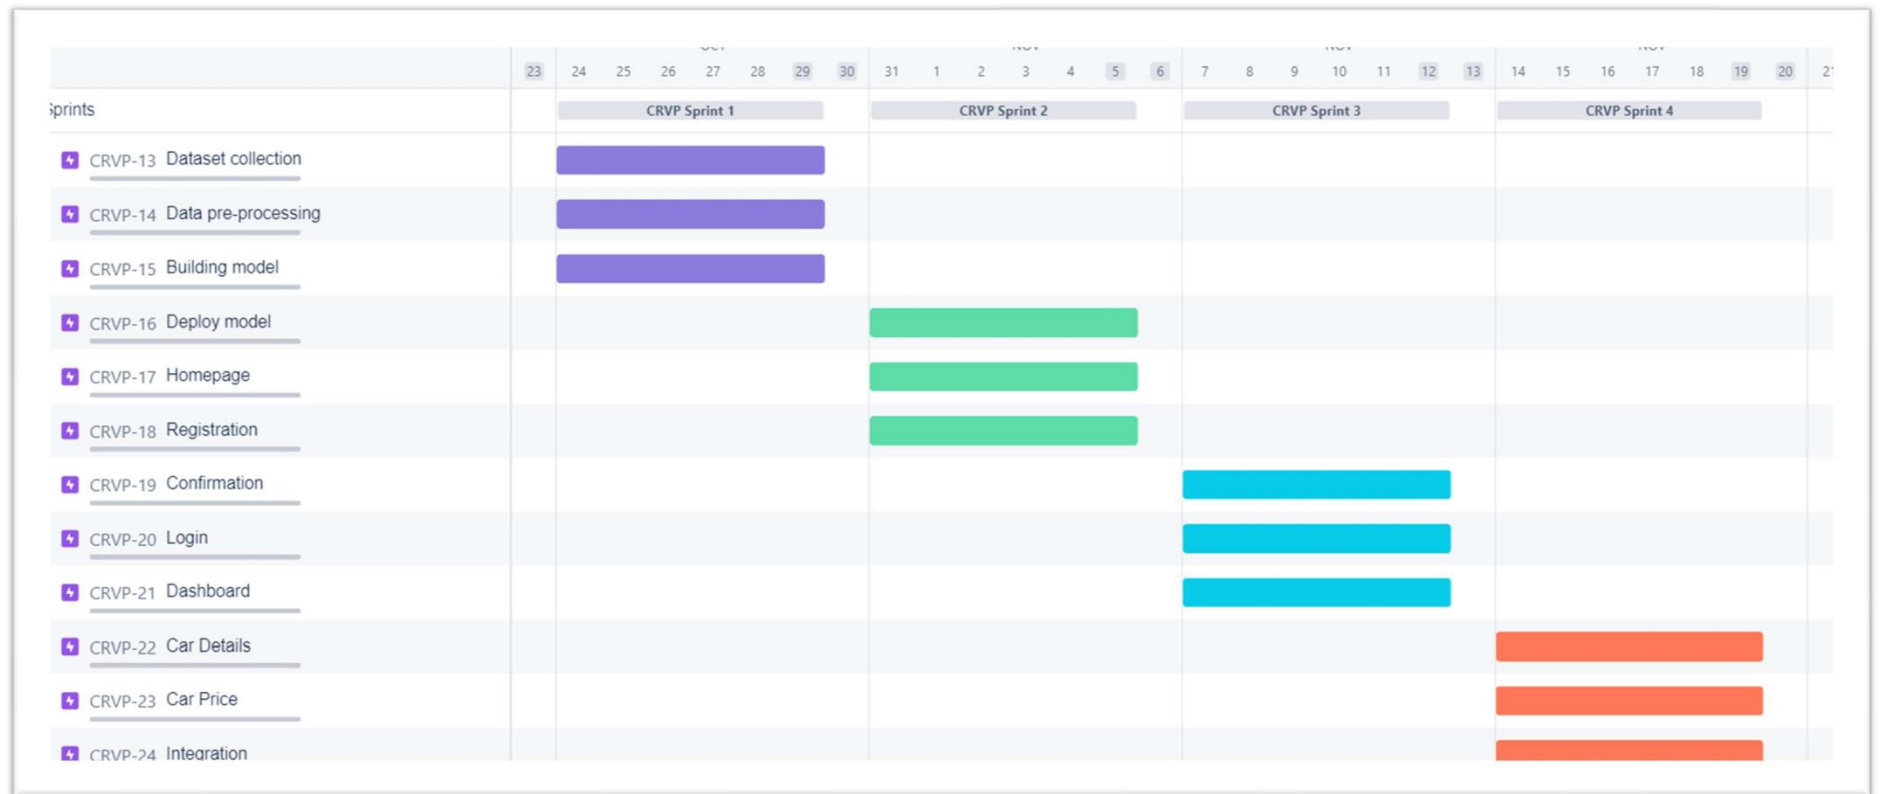 23 24 25 26 27 28 29 30 31 1 2 3 4 5 6 7 8 9 10 11 12 13 14 15 16 17 18 19 20
Sprints CRVP Sprint 1 CRVP Sprint 2 CRVP Sprint 3 CRVP Sprint 4
CRVP-13 Dataset collection
CRVP-14 Data pre-processing
CRVP-15 Building model
CRVP-16 Deploy model
CRVP-17 Homepage
CRVP-18 Registration
CRVP-19 Confirmation
CRVP-20 Login
CRVP-21 Dashboard
CRVP-22 Car Details
CRVP-23 Car Price
CRVP-24 Integration